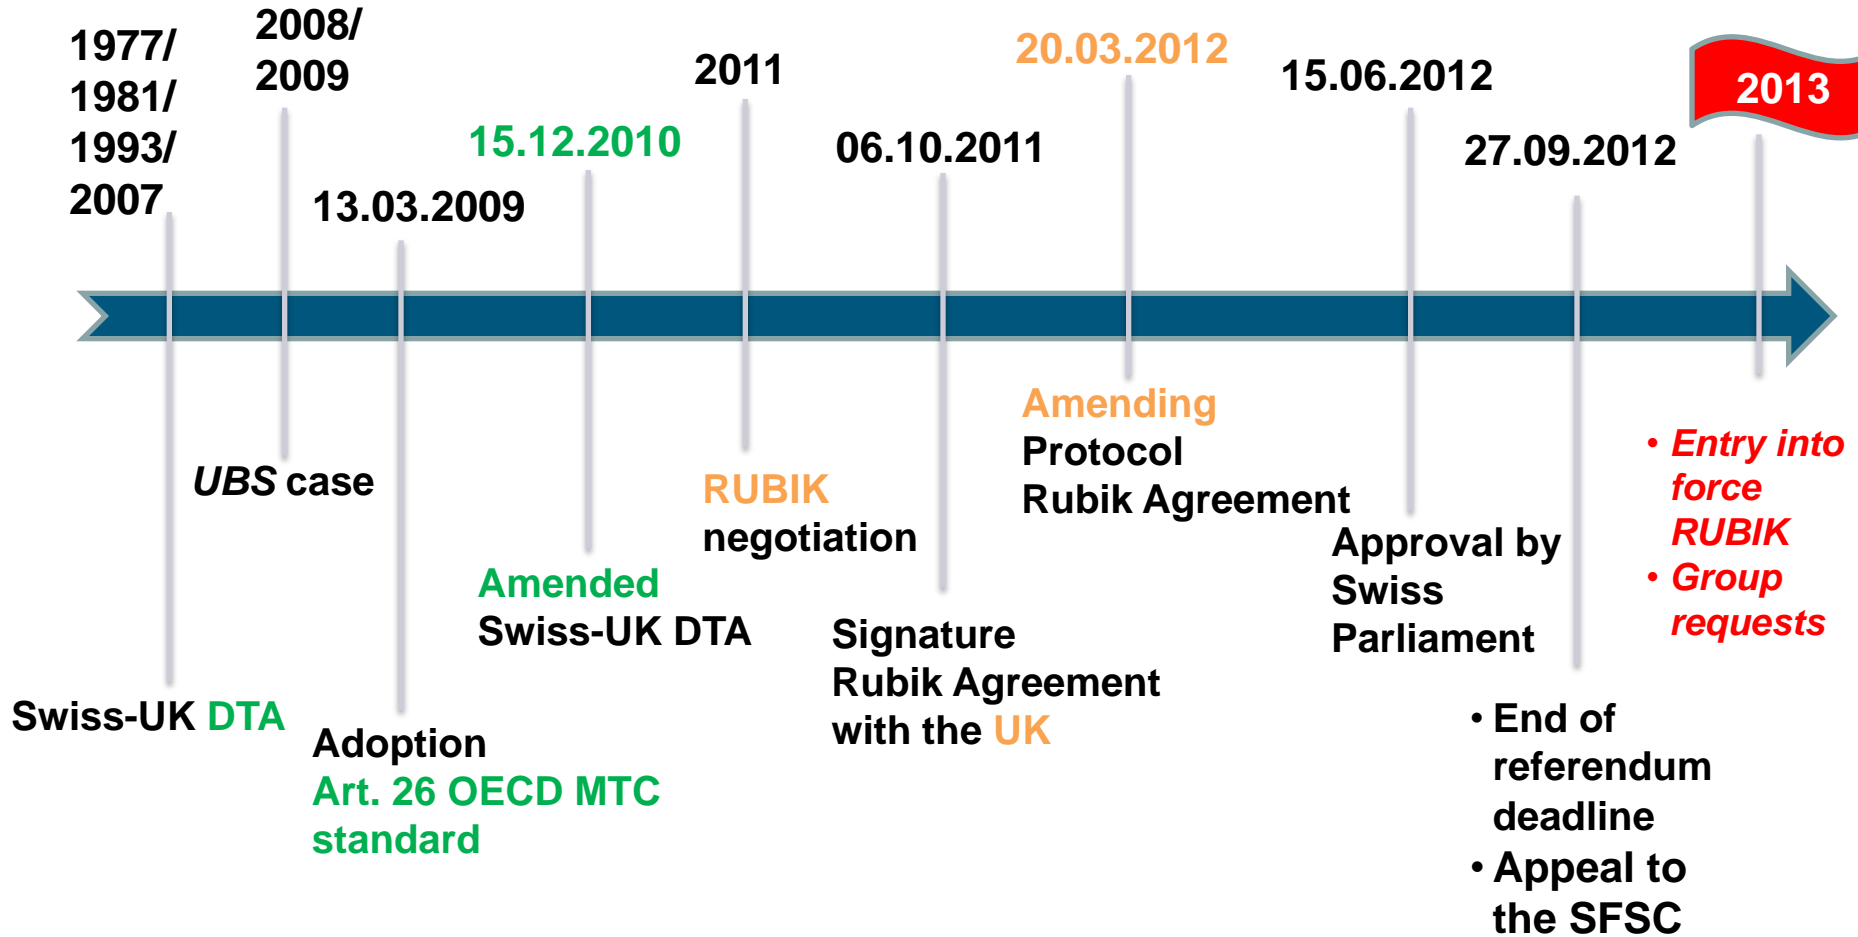 1977/
1981/
1993/
2007
2008/
2009
13.03.2009
15.12.2010
2011
06.10.2011
20.03.2012
15.06.2012
27.09.2012
2013
Swiss-UK DTA
UBS case
Adoption
Art. 26 OECD MTC
standard
Amended
Swiss-UK DTA
RUBIK
negotiation
Signature
Rubik Agreement
with the UK
Amending
Protocol
Rubik Agreement
Approval by
Swiss
Parliament
• End of
referendum
deadline
• Appeal to
the SFSC
• Entry into
force
RUBIK
• Group
requests